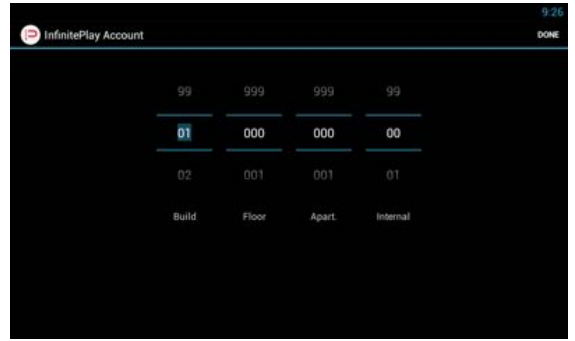 9:26
InfinitePlay Account
DONE
99 999 999 99
01 000 000 00
02 001 001 01
Build Floor Apart. Internal